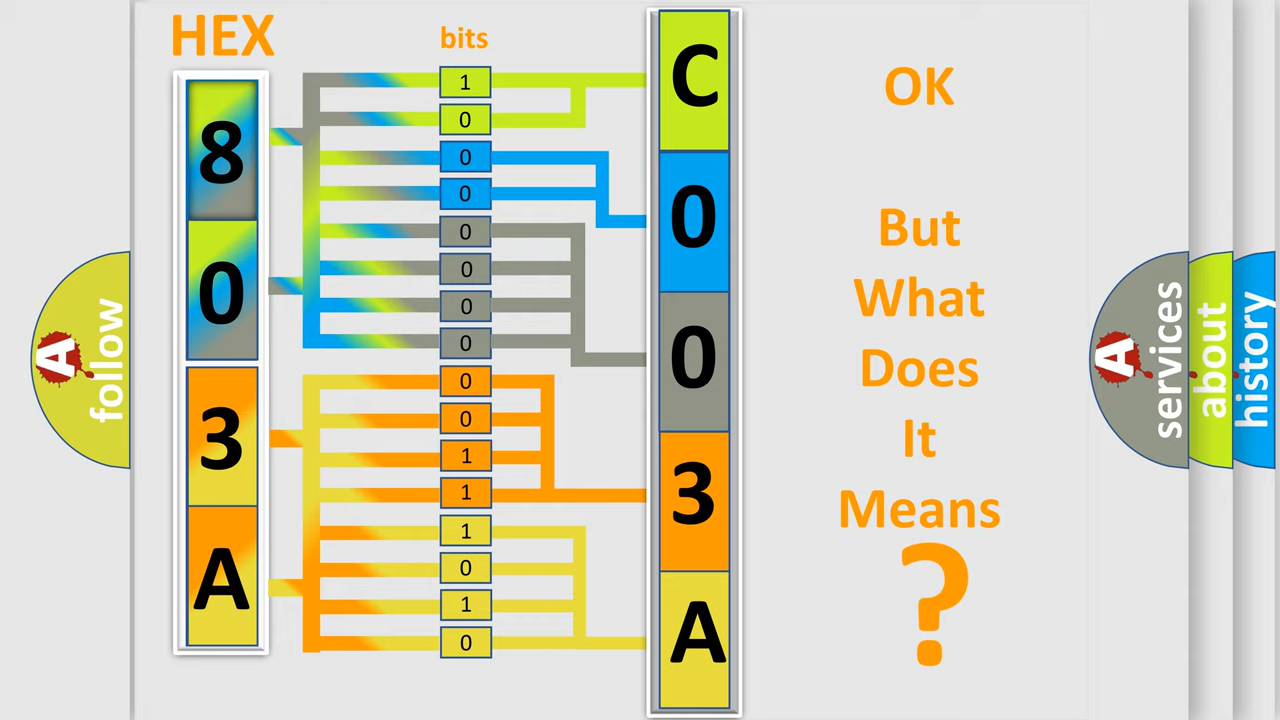 HEX
bits
8
0
3
A
1
0
0
0
0
0
0
0
0
0
1
1
1
0
1
0
C
0
0
3
A
OK
But
What
Does
It
Means
?
A
follow
A
services
about
history